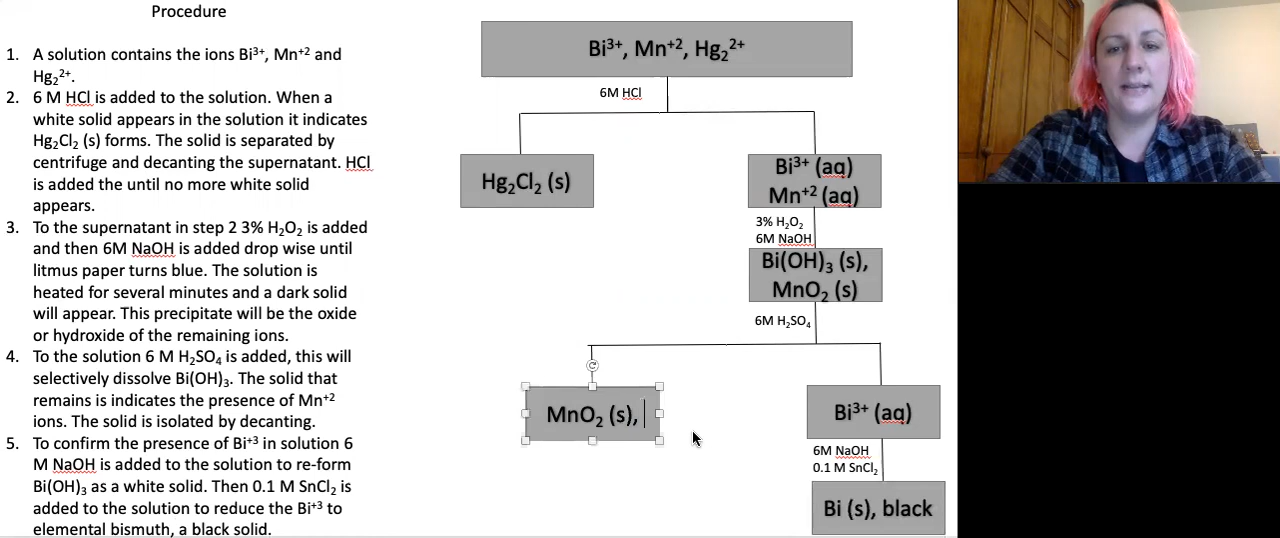 Procedure
1. A solution contains the ions Bi³⁺, Mn⁺² and
Hg₂²⁺.
2. 6 M HCl is added to the solution. When a
white solid appears in the solution it indicates
Hg₂Cl₂ (s) forms. The solid is separated by
centrifuge and decanting the supernatant. HCl
is added the until no more white solid
appears.
3. To the supernatant in step 2 3% H₂O₂ is added
and then 6M NaOH is added drop wise until
litmus paper turns blue. The solution is
heated for several minutes and a dark solid
will appear. This precipitate will be the oxide
or hydroxide of the remaining ions.
4. To the solution 6 M H₂SO₄ is added, this will
selectively dissolve Bi(OH)₃. The solid that
remains is indicates the presence of Mn⁺²
ions. The solid is isolated by decanting.
5. To confirm the presence of Bi⁺³ in solution 6
M NaOH is added to the solution to re-form
Bi(OH)₃ as a white solid. Then 0.1 M SnCl₂ is
added to the solution to reduce the Bi⁺³ to
elemental bismuth, a black solid.
Bi³⁺, Mn⁺², Hg₂²⁺
6M HCl
Hg₂Cl₂ (s)
Bi³⁺ (aq)
Mn⁺² (aq)
3% H₂O₂
6M NaOH
Bi(OH)₃ (s),
MnO₂ (s)
6M H₂SO₄
MnO₂ (s),
Bi³⁺ (aq)
6M NaOH
0.1 M SnCl₂
Bi (s), black